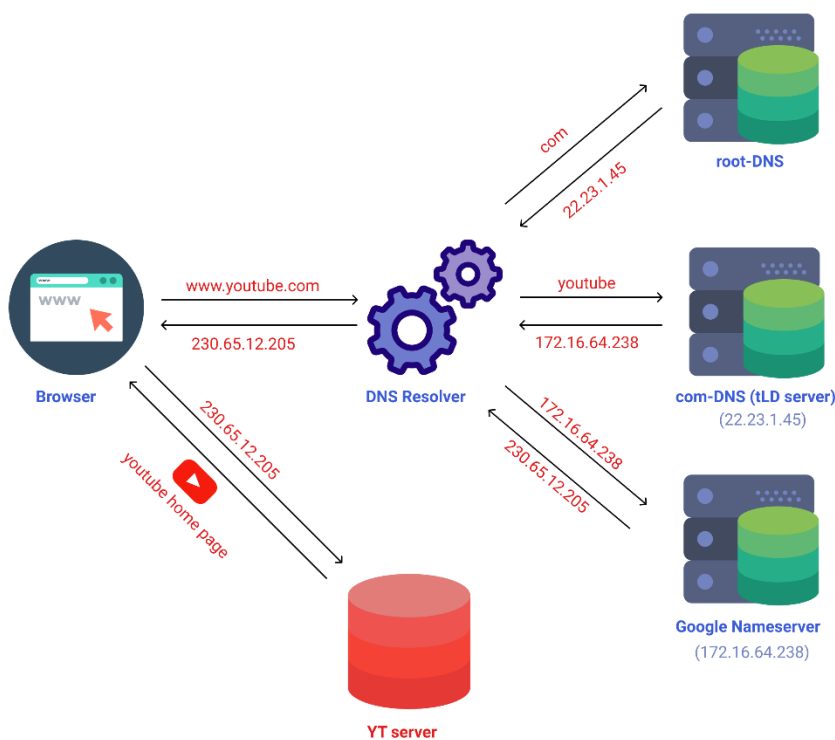 root-DNS
com
22.23.1.45
www
WWW
Browser
www.youtube.com
230.65.12.205
DNS Resolver
youtube
172.16.64.238
com-DNS (tLD server)
(22.23.1.45)
172.16.64.238
230.65.12.205
Google Nameserver
(172.16.64.238)
230.65.12.205
youtube home page
YT server